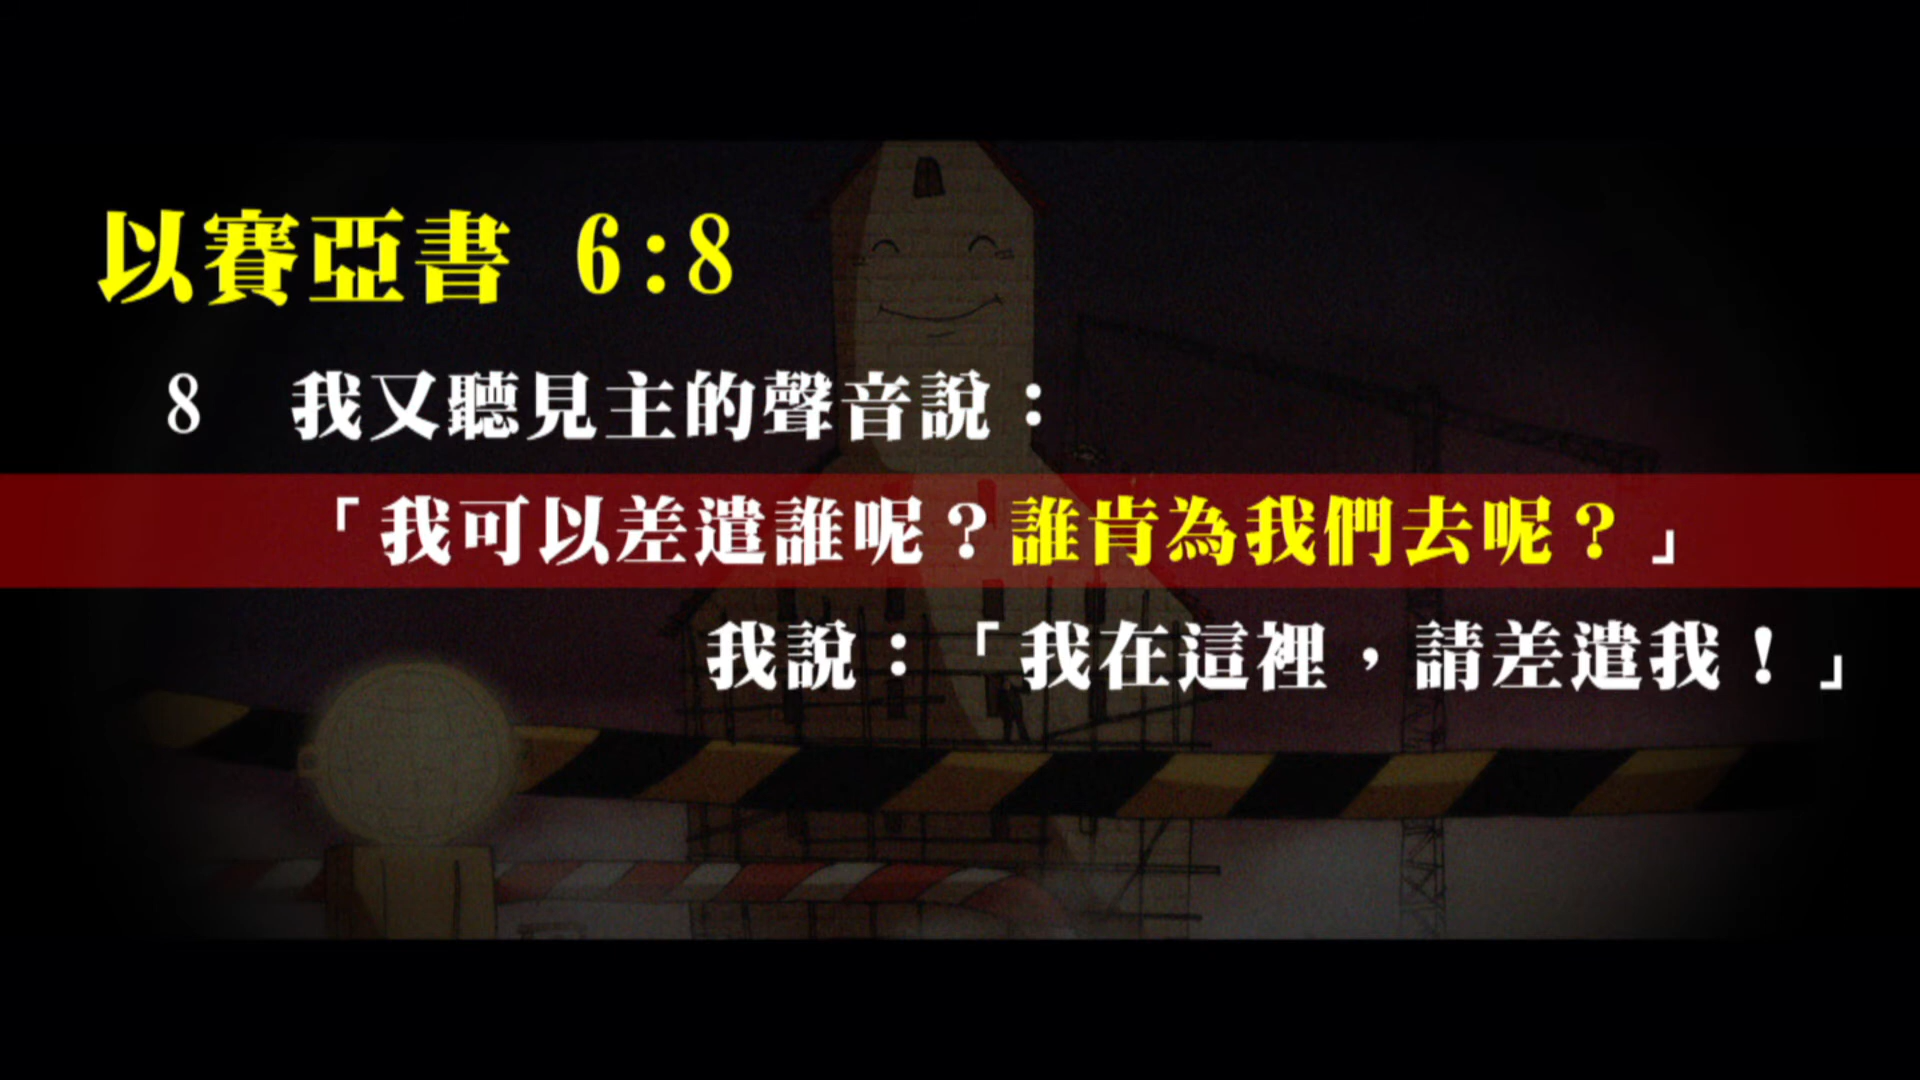 以賽亞書 6:8
8 我又聽見主的聲音說：
「我可以差遣誰呢？誰肯為我們去呢？」
我說：「我在這裡，請差遣我！」